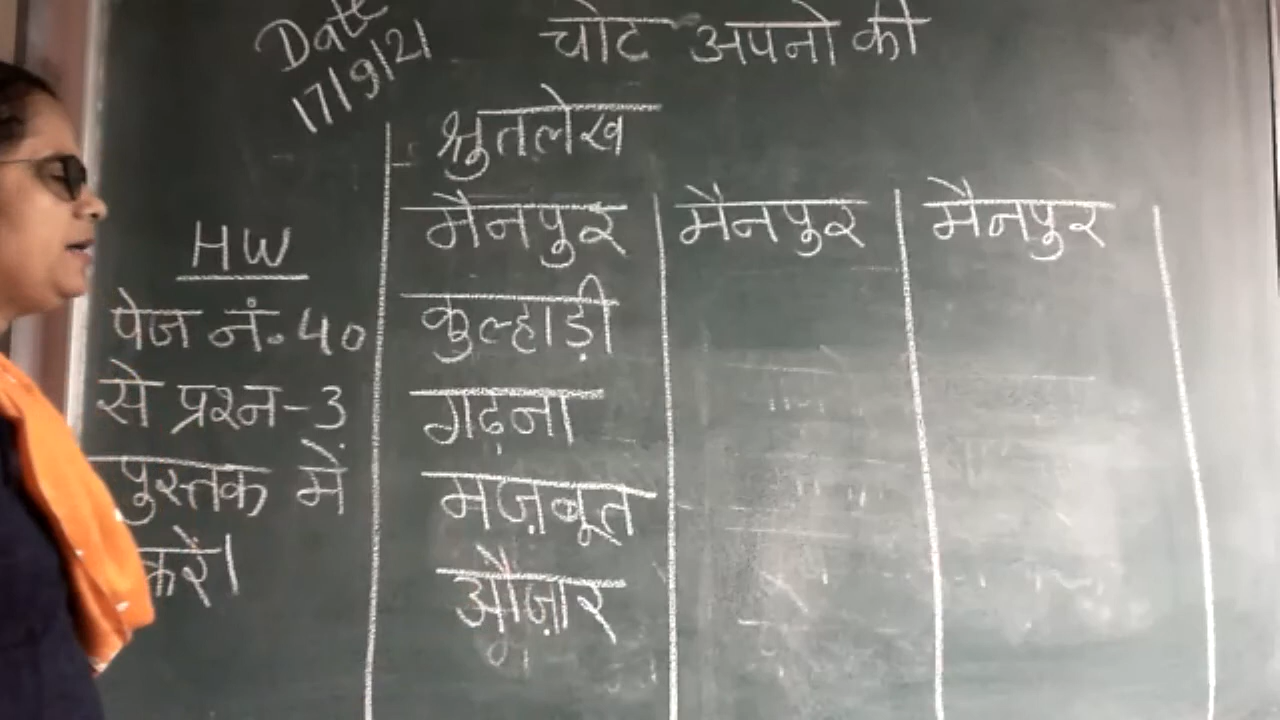 Date
17/9/21
चोट अपनो की
श्रुतलेख
मैनपुर मैनपुर मैनपुर
कुल्हाड़ी
गढ़ना
मज़बूत
औज़ार
HW
पेज नं. 40
से प्रश्न-3
पुस्तक में
करें।